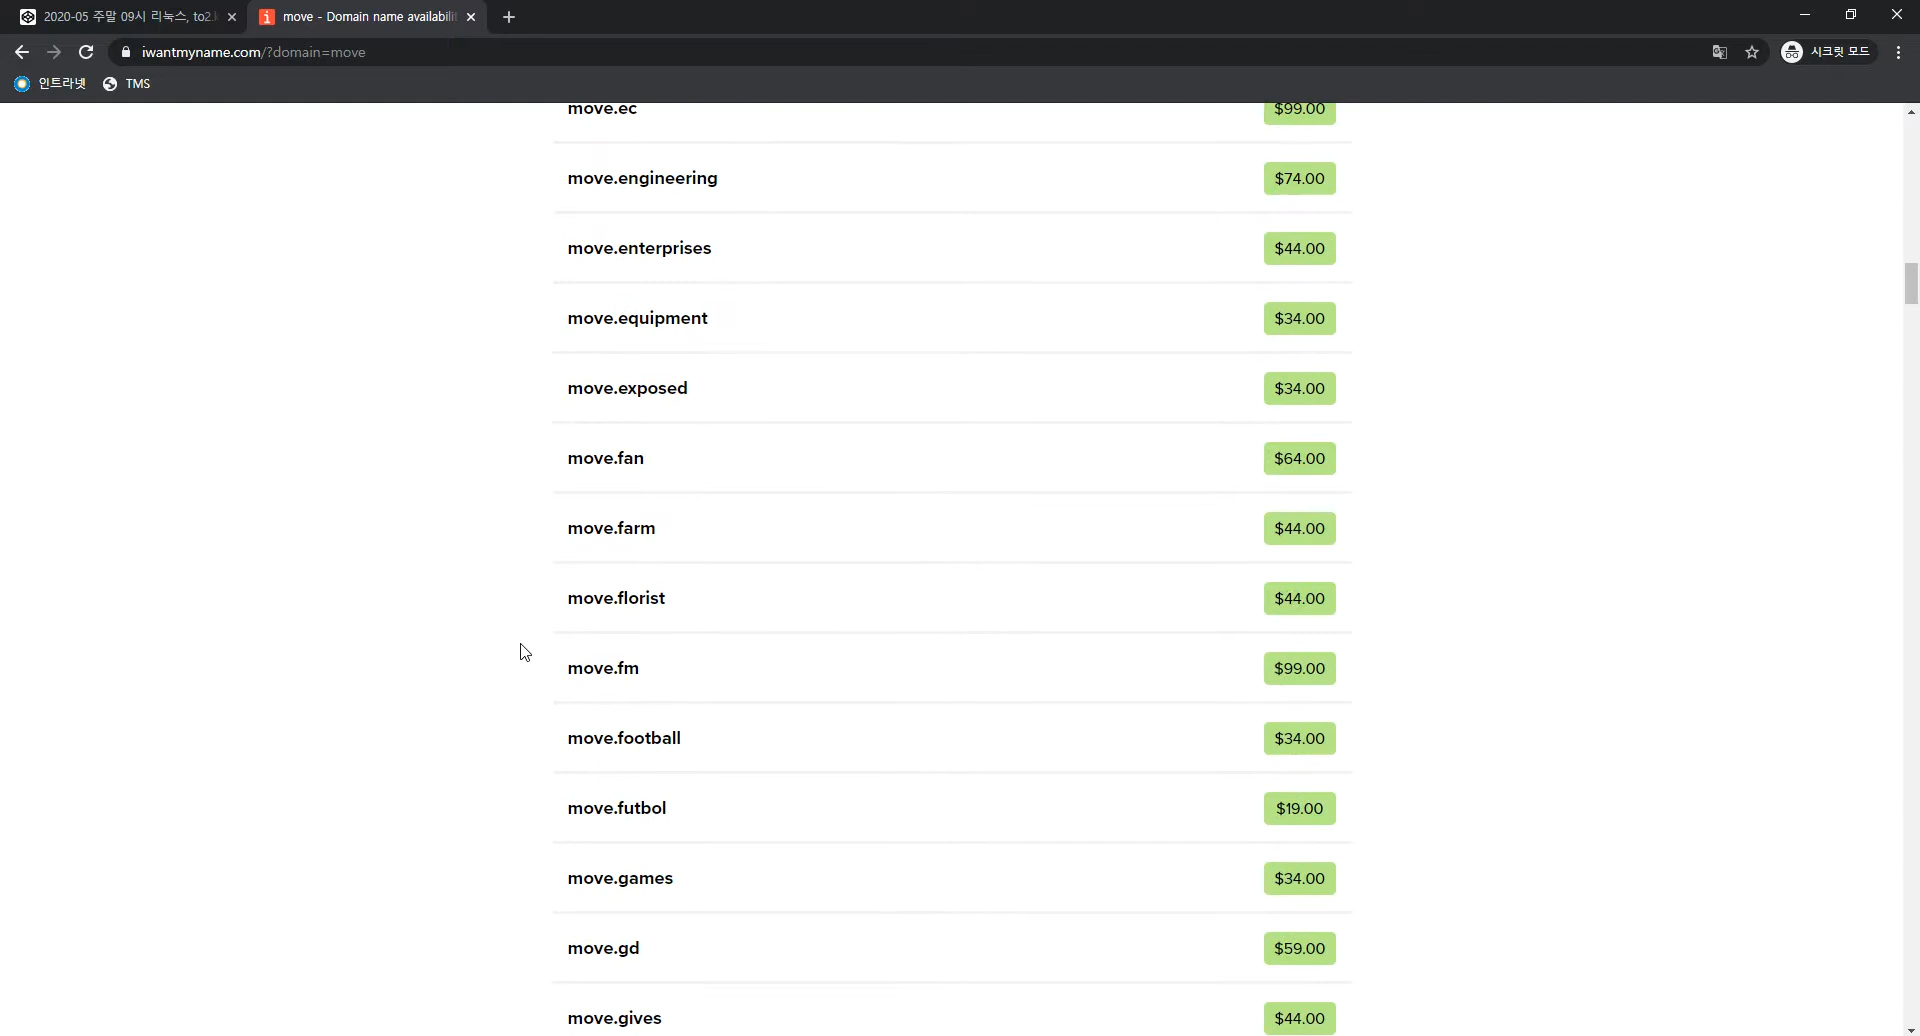 2020-05 주말 09시 리눅스, to2.
move - Domain name availabilit
iwantmyname.com/?domain=move
시크릿 모드
인트라넷
TMS
move.ec $99.00
move.engineering $74.00
move.enterprises $44.00
move.equipment $34.00
move.exposed $34.00
move.fan $64.00
move.farm $44.00
move.florist $44.00
move.fm $99.00
move.football $34.00
move.futbol $19.00
move.games $34.00
move.gd $59.00
move.gives $44.00